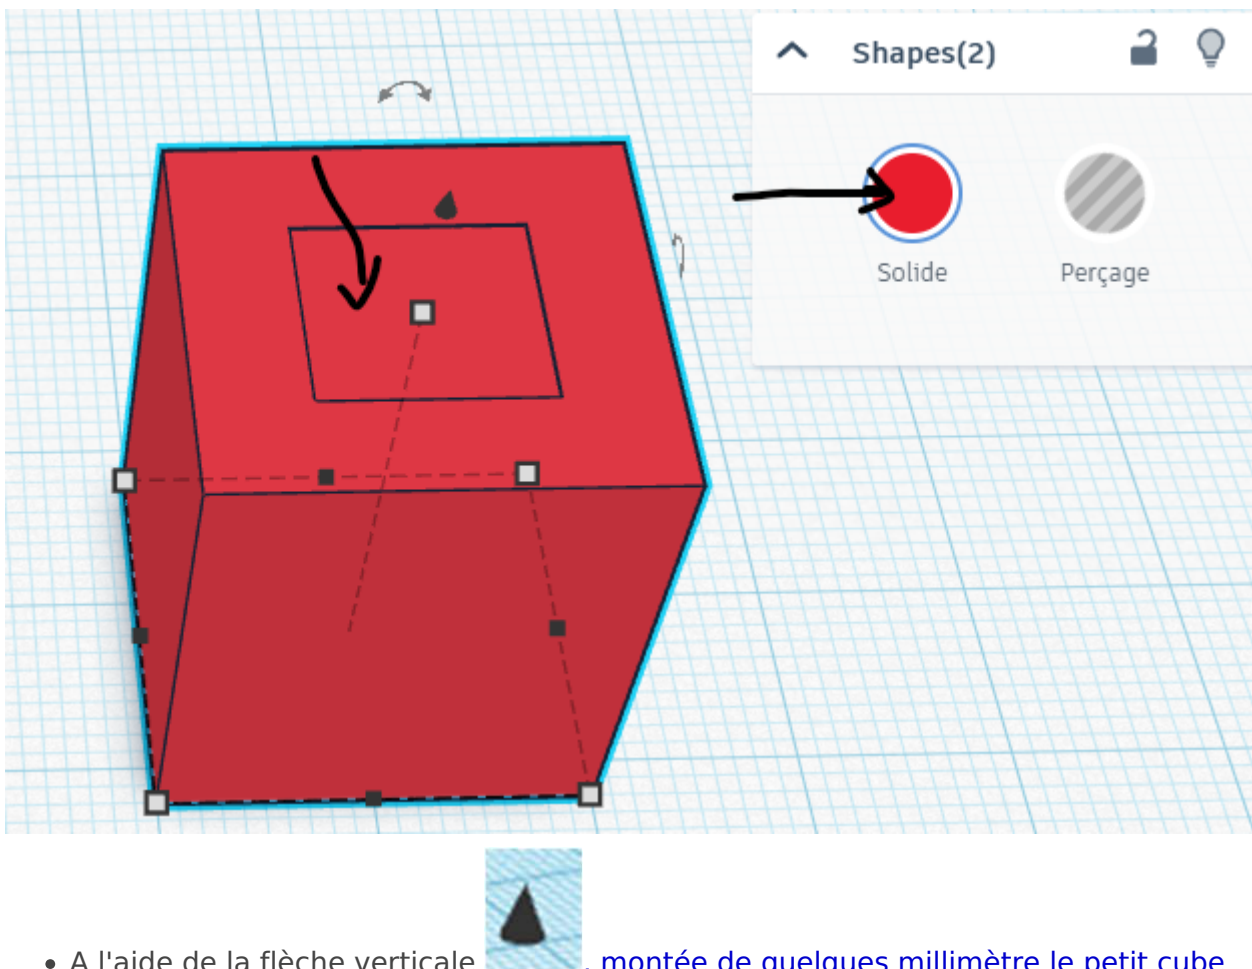 Shapes(2)
Solide
Perçage
• A l'aide de la flèche verticale , montée de quelques millimètre le petit cube